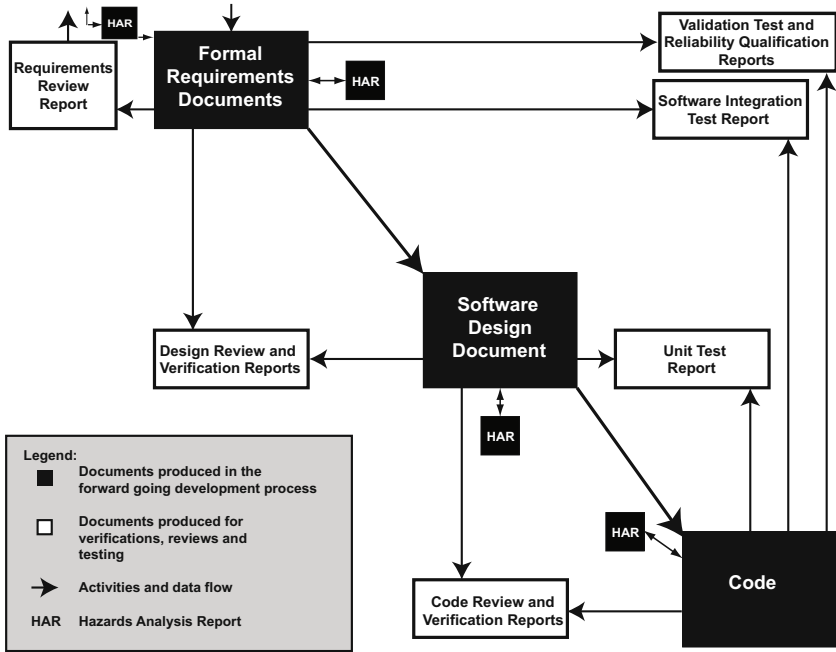 HAR
Formal
Requirements
Documents
Requirements
Review
Report
HAR
Validation Test and
Reliability Qualification
Reports
Software Integration
Test Report
Software
Design
Document
Design Review and
Verification Reports
Unit Test
Report
HAR
Legend:
Documents produced in the
forward going development process
Documents produced for
verifications, reviews and
testing
Activities and data flow
HAR Hazards Analysis Report
HAR
Code
Code Review and
Verification Reports